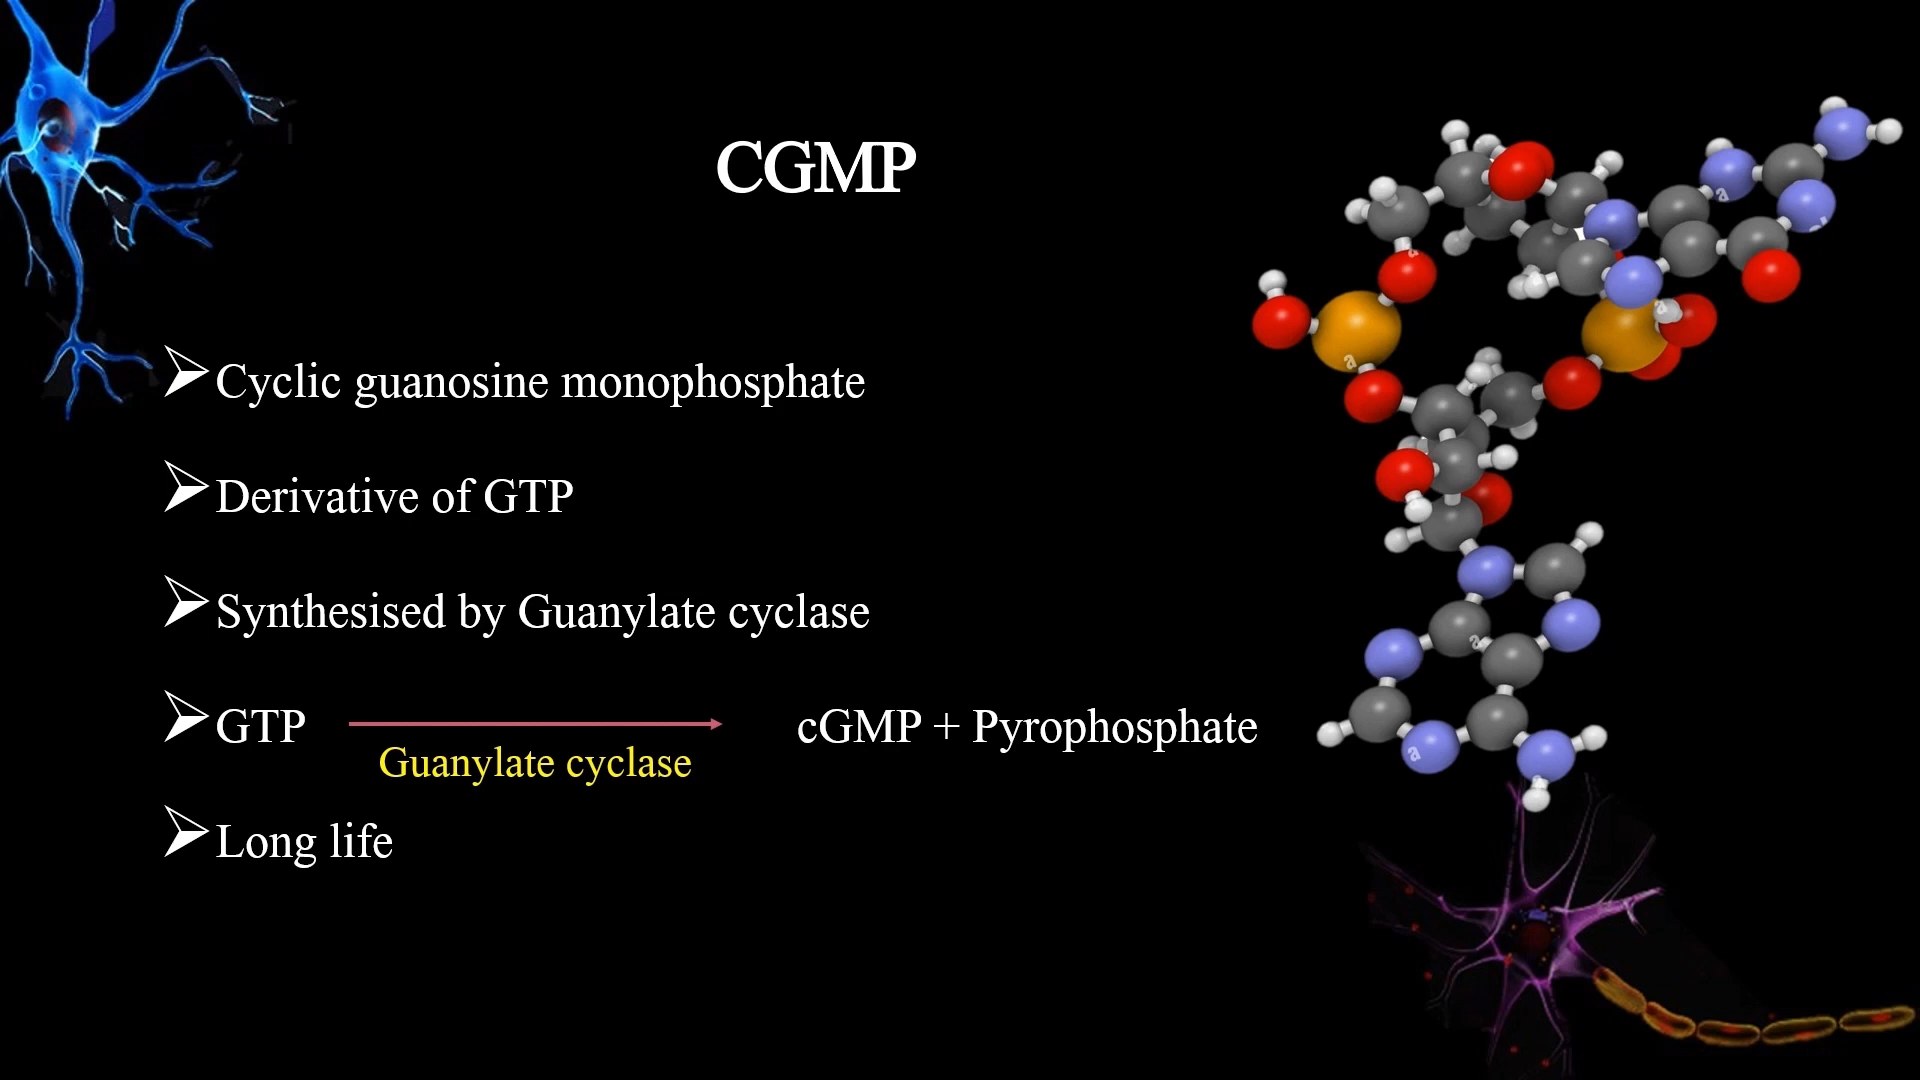 CGMP
Cyclic guanosine monophosphate
Derivative of GTP
Synthesised by Guanylate cyclase
GTP cGMP + Pyrophosphate
Guanylate cyclase
Long life
a
a
a
a
a
a